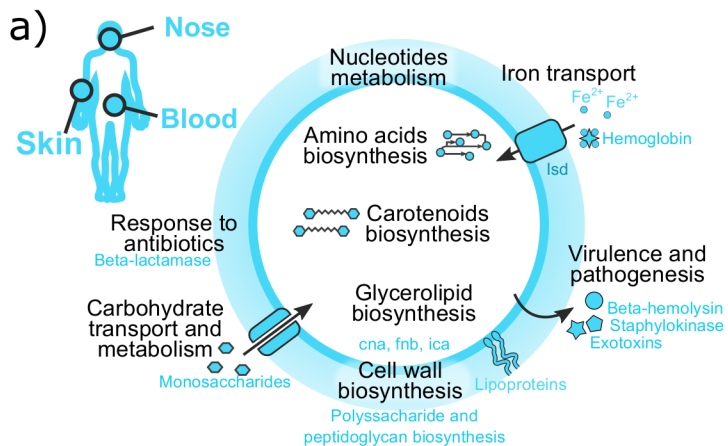 a)
Nose
Skin
Blood
Nucleotides
metabolism
Iron transport
Fe2+
Fe2+
Hemoglobin
Isd
Amino acids
biosynthesis
Carotenoids
biosynthesis
Response to
antibiotics
Beta-lactamase
Virulence and
pathogenesis
Beta-hemolysin
Staphylokinase
Exotoxins
Carbohydrate
transport and
metabolism
Monosaccharides
Glycerolipid
biosynthesis
cna, fnb, ica
Cell wall
biosynthesis
Lipoproteins
Polyssacharide and
peptidoglycan biosynthesis